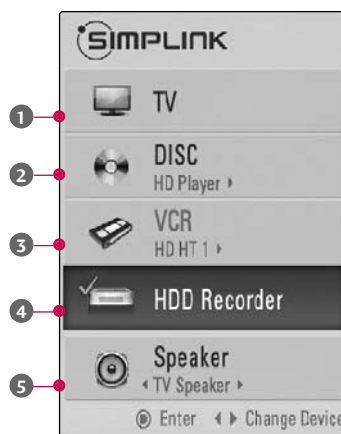 SIMPLINK
1 TV
2 DISC
HD Player ▸
3 VCR
HD HT 1 ▸
4 HDD Recorder
5 Speaker
◂ TV Speaker ▸
◉ Enter ◂ ▸ Change Device